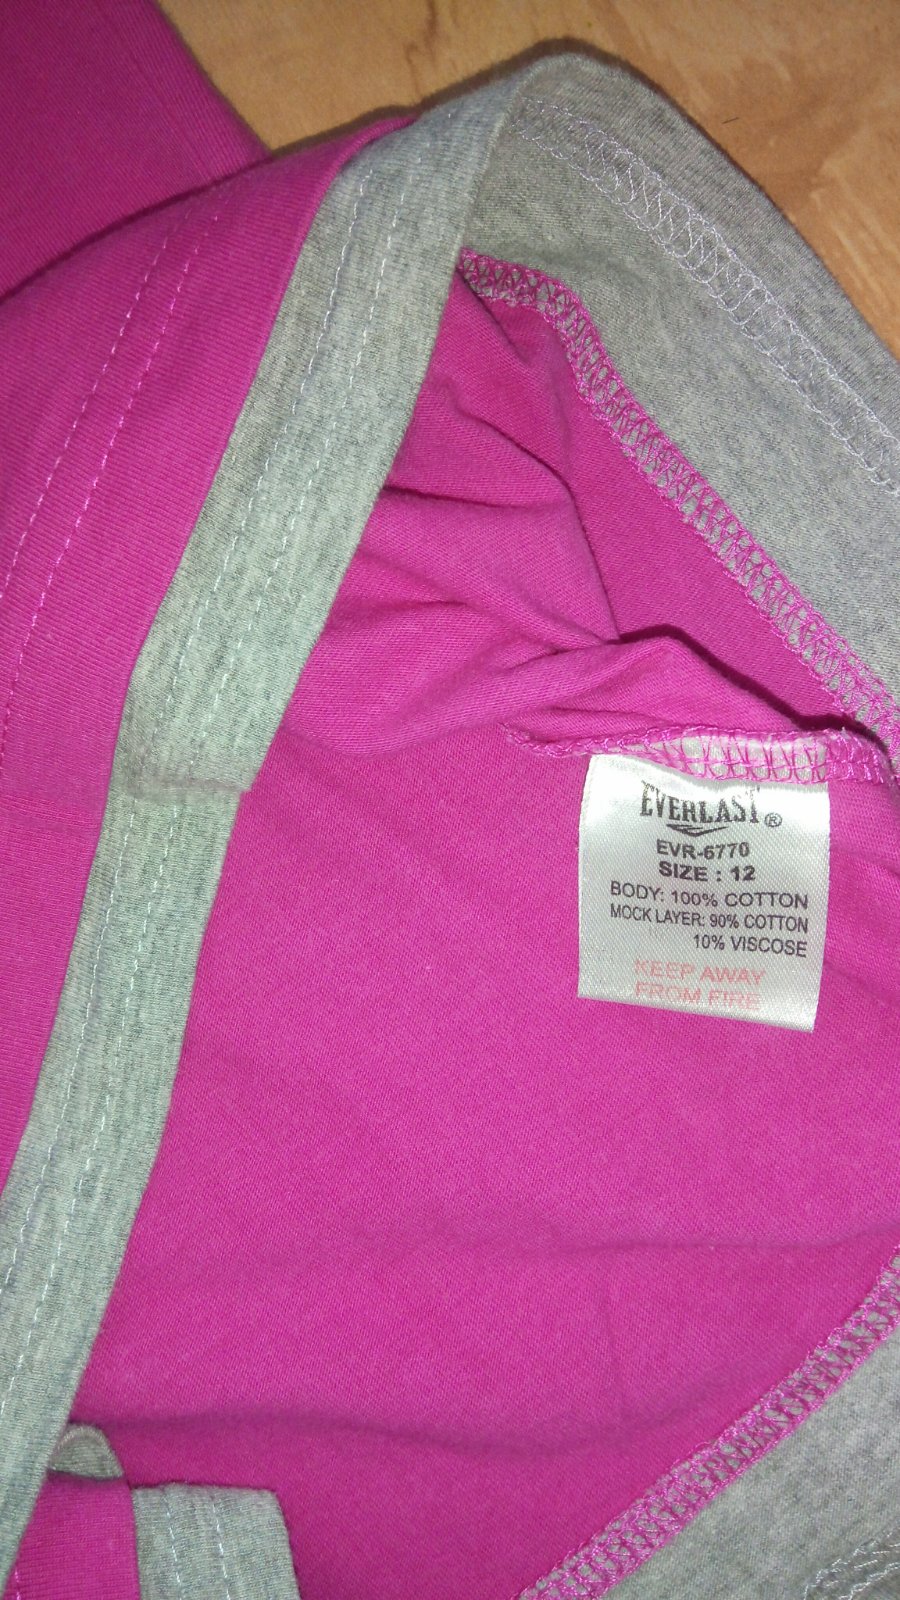 EVERLAST®
EVR-6770
SIZE : 12
BODY: 100% COTTON
MOCK LAYER: 90% COTTON
10% VISCOSE
KEEP AWAY
FROM FIRE